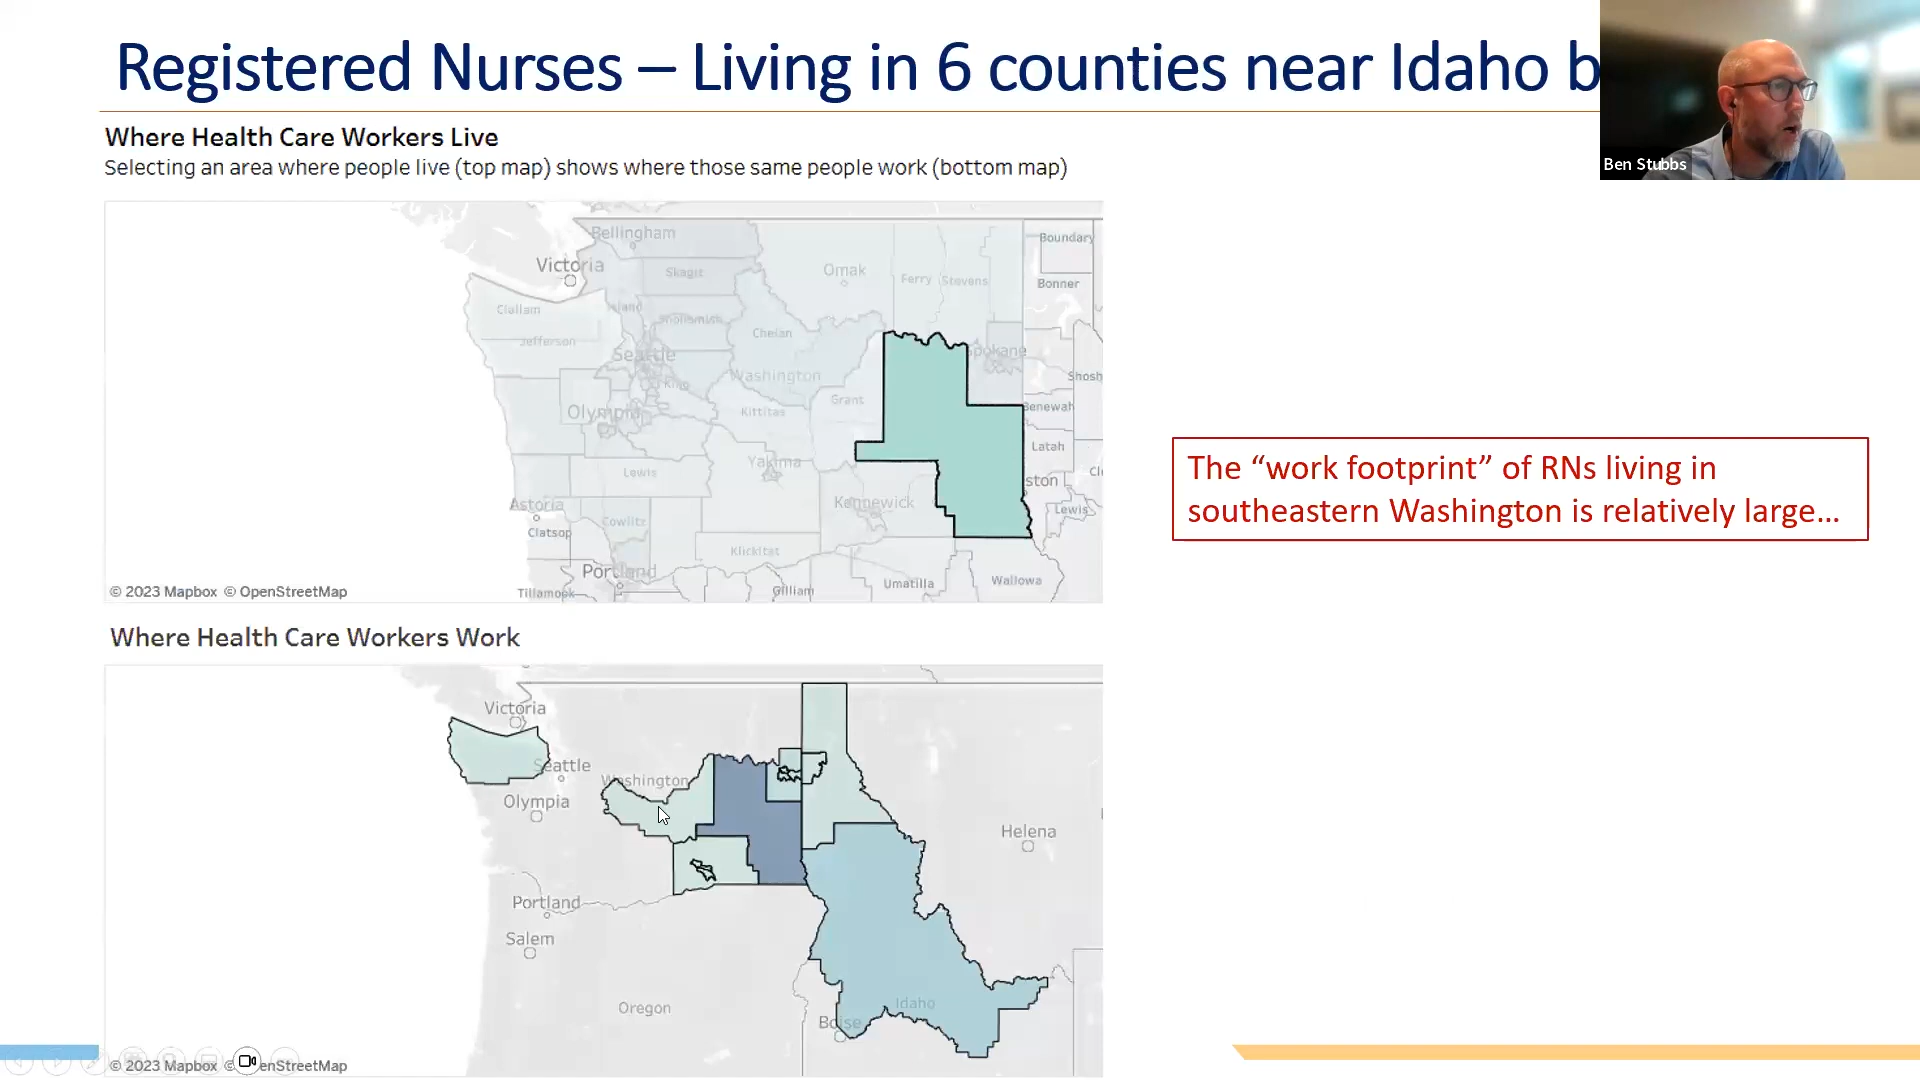 Registered Nurses – Living in 6 counties near Idaho b
Ben Stubbs
Where Health Care Workers Live
Selecting an area where people live (top map) shows where those same people work (bottom map)
Bellingham
Boundary
Victoria
Skagit
Omak
Ferry
Stevens
Bonner
Clallam
Island
Snohomish
Chelan
Jefferson
Seattle
Spokane
King
Washington
Shosh
Grant
Benewah
Olympia
Kittitas
Latah
Lewis
Yakima
ston
Astoria
Kennewick
Lewis
Cowlitz
Clatsop
Klickitat
Portland
Umatilla
Wallowa
Tillamook
Gilliam
© 2023 Mapbox © OpenStreetMap
The “work footprint” of RNs living in
southeastern Washington is relatively large…
Where Health Care Workers Work
Victoria
Seattle
Washington
Olympia
Helena
Portland
Salem
Oregon
Idaho
Boise
© 2023 Mapbox © enStreetMap